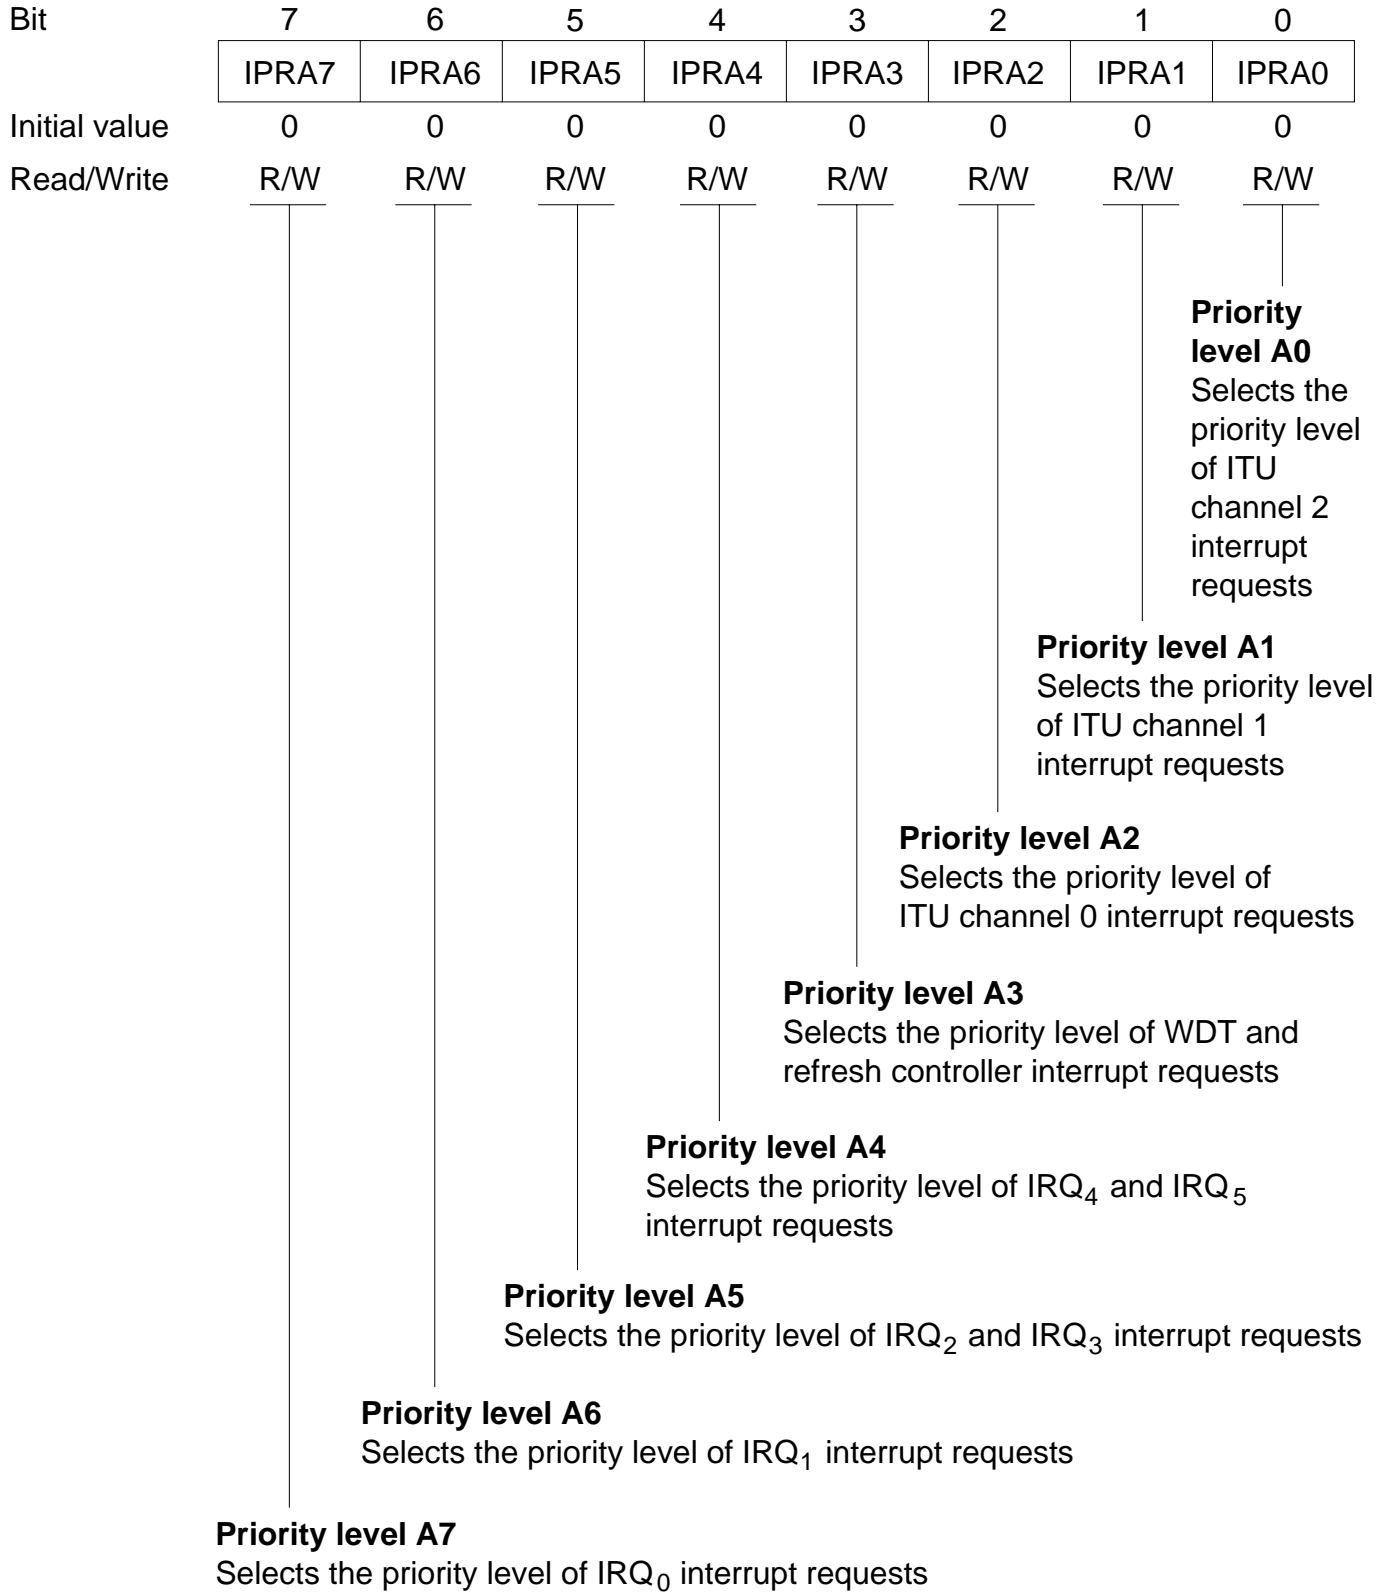 Bit 7 6 5 4 3 2 1 0
IPRA7 IPRA6 IPRA5 IPRA4 IPRA3 IPRA2 IPRA1 IPRA0
Initial value 0 0 0 0 0 0 0 0
Read/Write R/W R/W R/W R/W R/W R/W R/W R/W
Priority
level A0
Selects the
priority level
of ITU
channel 2
interrupt
requests
Priority level A1
Selects the priority level
of ITU channel 1
interrupt requests
Priority level A2
Selects the priority level of
ITU channel 0 interrupt requests
Priority level A3
Selects the priority level of WDT and
refresh controller interrupt requests
Priority level A4
Selects the priority level of IRQ4 and IRQ5
interrupt requests
Priority level A5
Selects the priority level of IRQ2 and IRQ3 interrupt requests
Priority level A6
Selects the priority level of IRQ1 interrupt requests
Priority level A7
Selects the priority level of IRQ0 interrupt requests